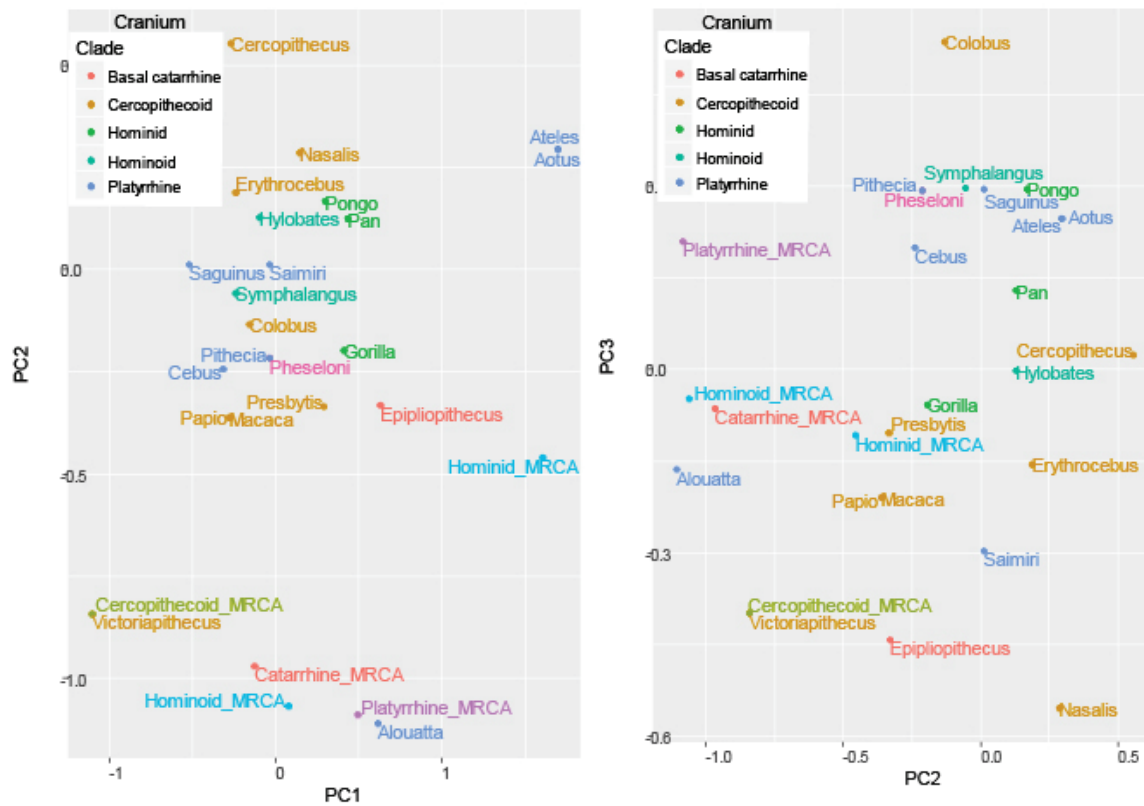 Cranium
Clade
Basal catarrhine
Cercopithecoid
Hominid
Hominoid
Platyrrhine
Cercopithecus
Ateles
Aotus
Nasalis
Erythrocebus
Pongo
Hylobates
Pan
0.0
Saguinus
Saimiri
Symphalangus
Colobus
Pithecia
Gorilla
Cebus
Pheseloni
Presbytis
Papio
Macaca
Epipliopithecus
Hominid_MRCA
-0.5
Cercopithecoid_MRCA
Victoriapithecus
Catarrhine_MRCA
-1.0
Hominoid_MRCA
Platyrrhine_MRCA
Alouatta
-1
0
1
PC1
PC2
Cranium
Clade
Basal catarrhine
Cercopithecoid
Hominid
Hominoid
Platyrrhine
Colobus
Symphalangus
Pithecia
Pongo
Pheseloni
Saguinus
Ateles
Aotus
Platyrrhine_MRCA
Cebus
Pan
Cercopithecus
0.0
Hylobates
Hominoid_MRCA
Catarrhine_MRCA
Gorilla
Presbytis
Hominid_MRCA
Erythrocebus
Alouatta
Papio
Macaca
-0.3
Saimiri
Cercopithecoid_MRCA
Victoriapithecus
Epipliopithecus
Nasalis
-0.6
-1.0
-0.5
0.0
0.5
PC2
PC3